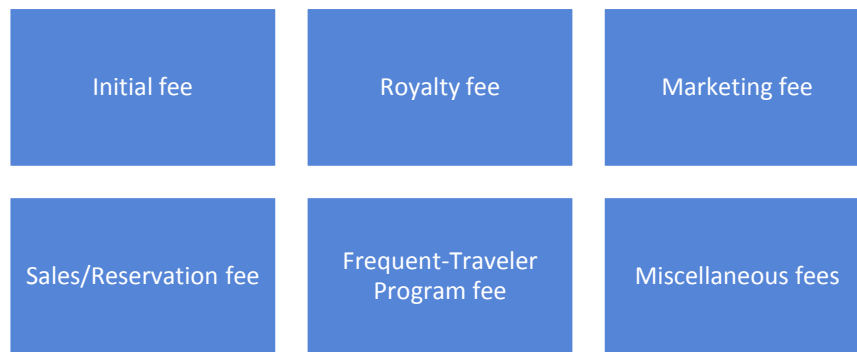 Initial fee
Royalty fee
Marketing fee
Sales/Reservation fee
Frequent-Traveler
Program fee
Miscellaneous fees